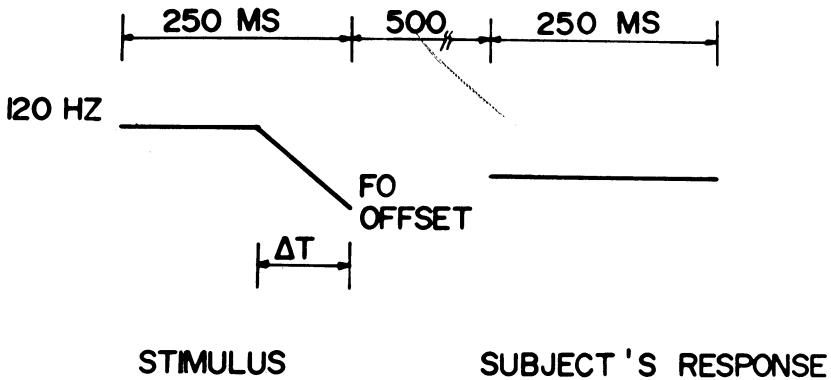 250 MS 500 250 MS
120 HZ
FO
OFFSET
ΔT
STIMULUS SUBJECT'S RESPONSE